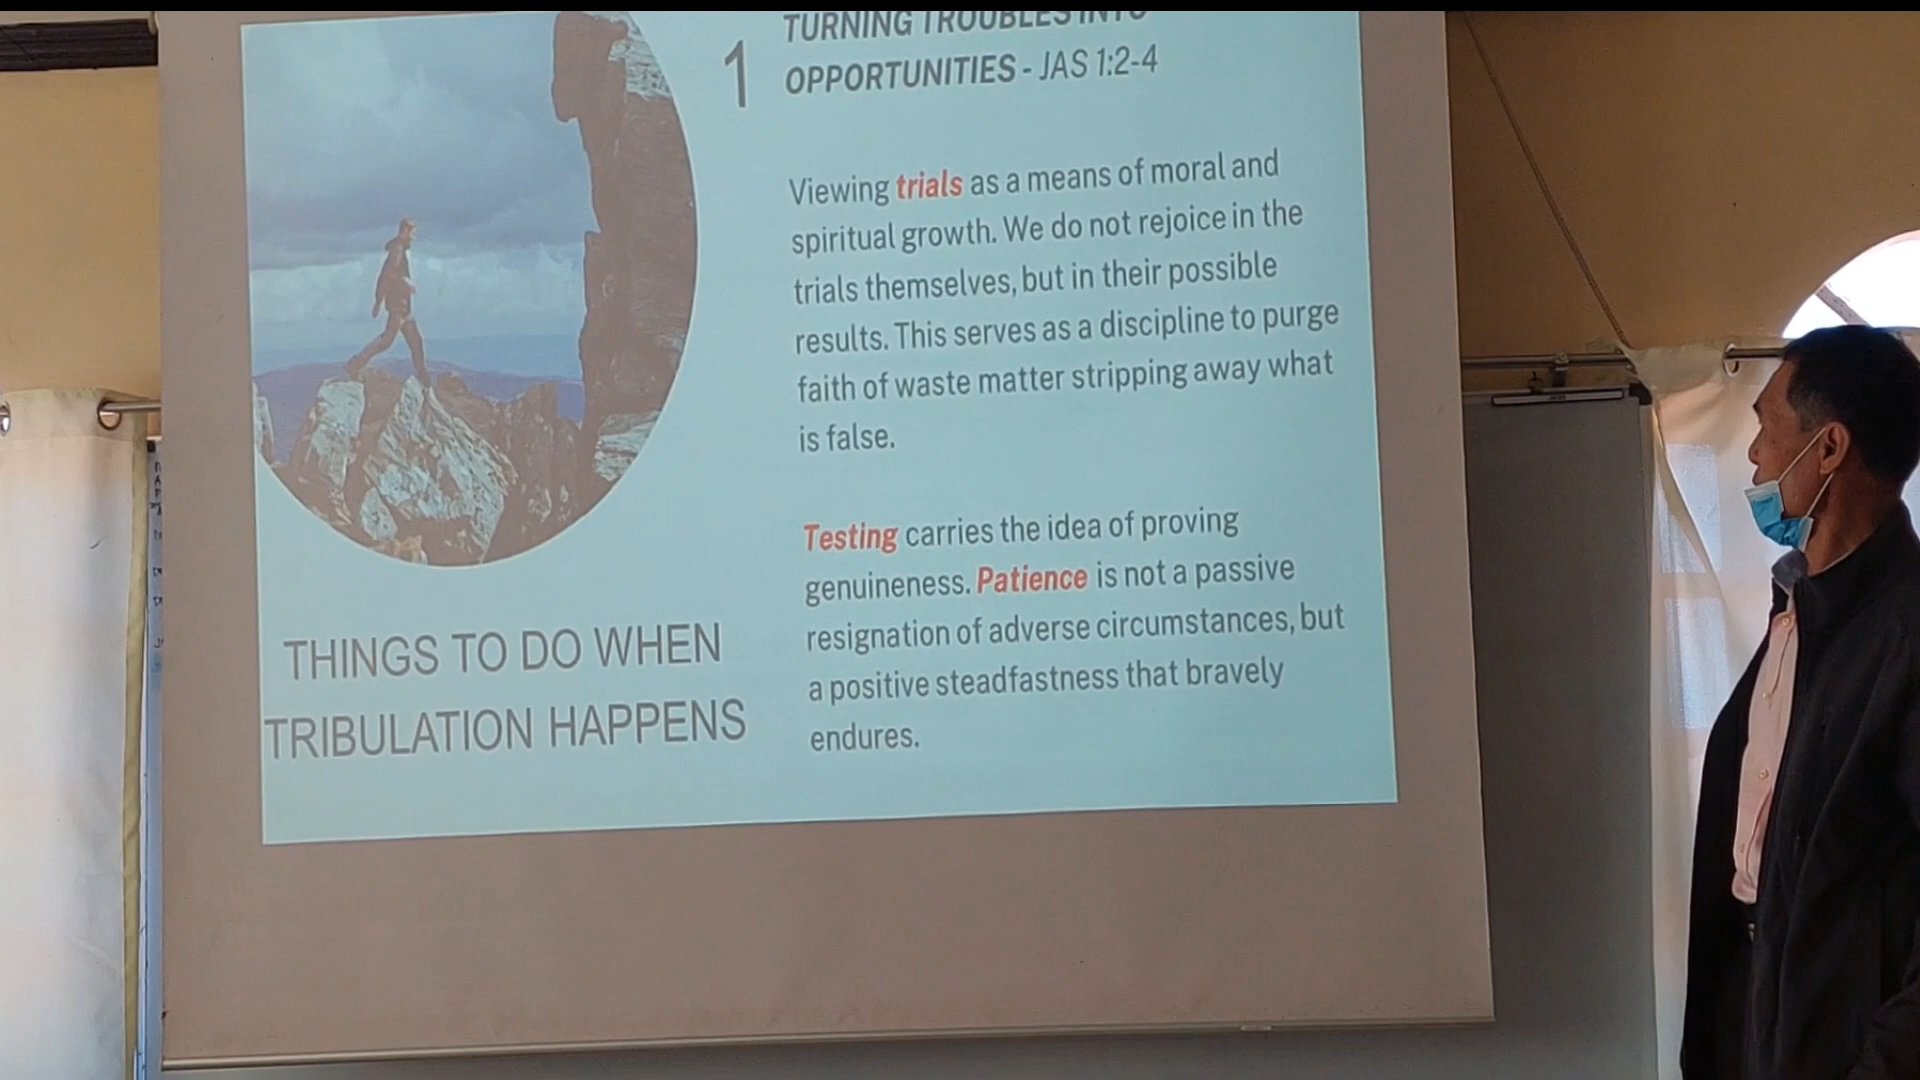 TURNING TROUBLES INTO
1
OPPORTUNITIES - JAS 1:2-4
Viewing trials as a means of moral and
spiritual growth. We do not rejoice in the
trials themselves, but in their possible
results. This serves as a discipline to purge
faith of waste matter stripping away what
is false.
Testing carries the idea of proving
genuineness. Patience is not a passive
resignation of adverse circumstances, but
a positive steadfastness that bravely
endures.
THINGS TO DO WHEN
TRIBULATION HAPPENS